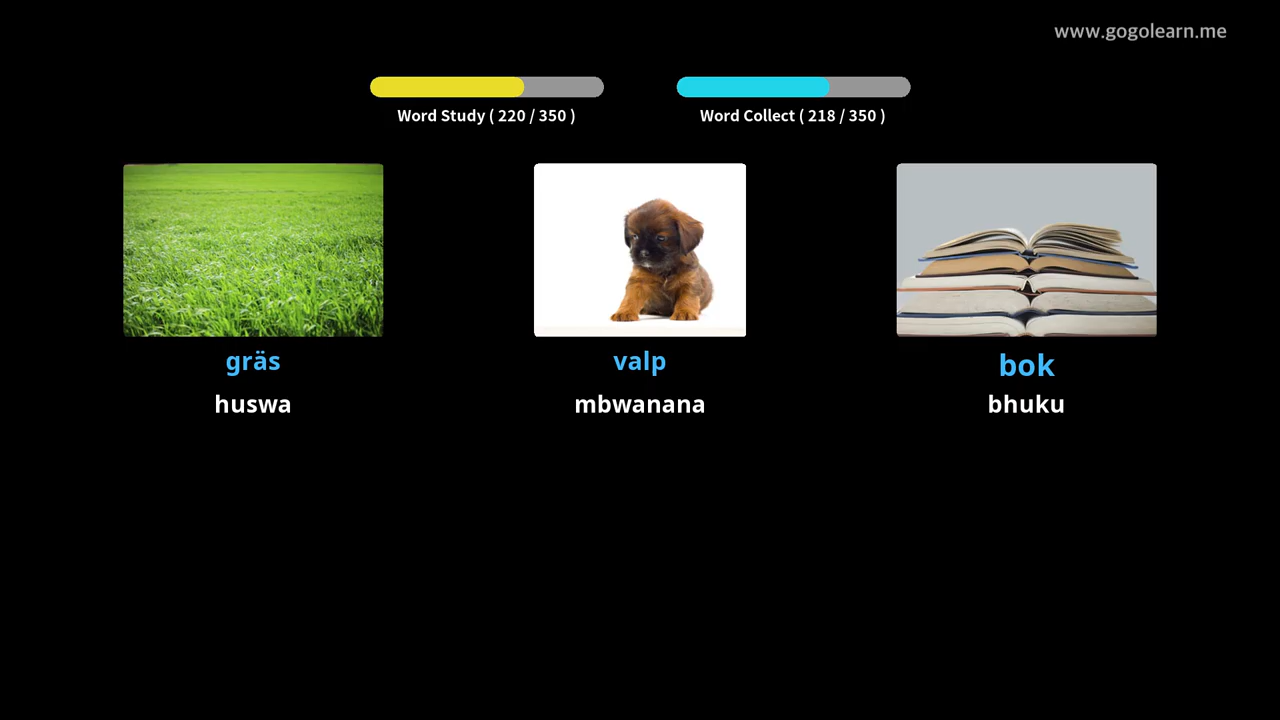 www.gogolearn.me
Word Study ( 220 / 350 )
Word Collect ( 218 / 350 )
gräs
valp
bok
huswa
mbwanana
bhuku